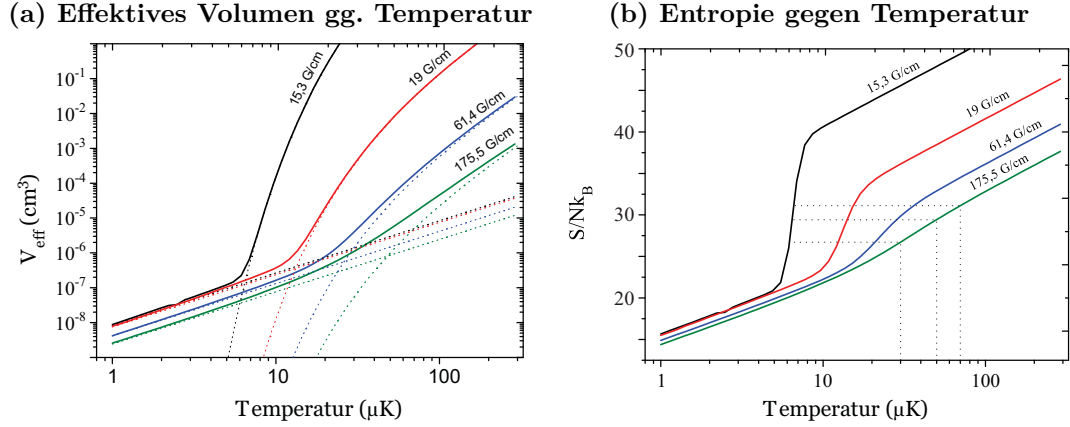 (a) Effektives Volumen gg. Temperatur
10⁻¹
10⁻²
10⁻³
10⁻⁴
10⁻⁵
10⁻⁶
10⁻⁷
10⁻⁸
V_eff (cm³)
15,3 G/cm
19 G/cm
61,4 G/cm
175,5 G/cm
1
10
100
Temperatur (µK)
(b) Entropie gegen Temperatur
50
40
30
20
S/Nk_B
15,3 G/cm
19 G/cm
61,4 G/cm
175,5 G/cm
1
10
100
Temperatur (µK)